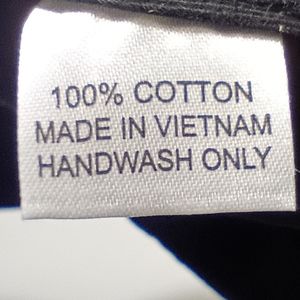 100% COTTON
MADE IN VIETNAM
HANDWASH ONLY